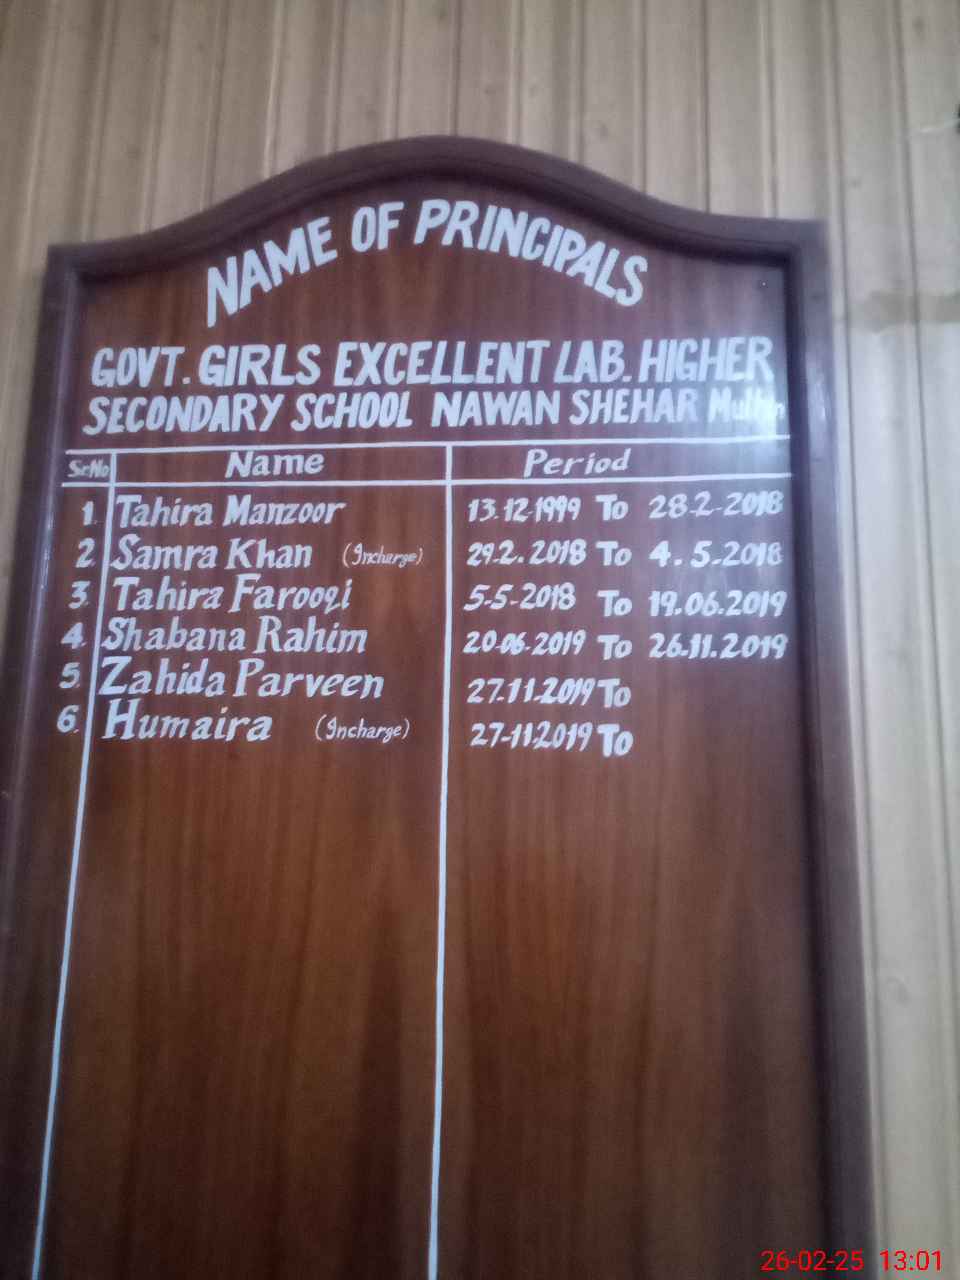 NAME OF PRINCIPALS
GOVT. GIRLS EXCELLENT LAB. HIGHER
SECONDARY SCHOOL NAWAN SHEHAR Multan
Sr.No Name Period
1. Tahira Manzoor 13.12.1999 To 28.2.2018
2. Samra Khan (Incharge) 29.2.2018 To 4.5.2018
3. Tahira Farooqi 5-5-2018 To 19.06.2019
4. Shabana Rahim 20-06-2019 To 26.11.2019
5. Zahida Parveen 27.11.2019 To
6. Humaira (Incharge) 27-11.2019 To
26-02-25 13:01